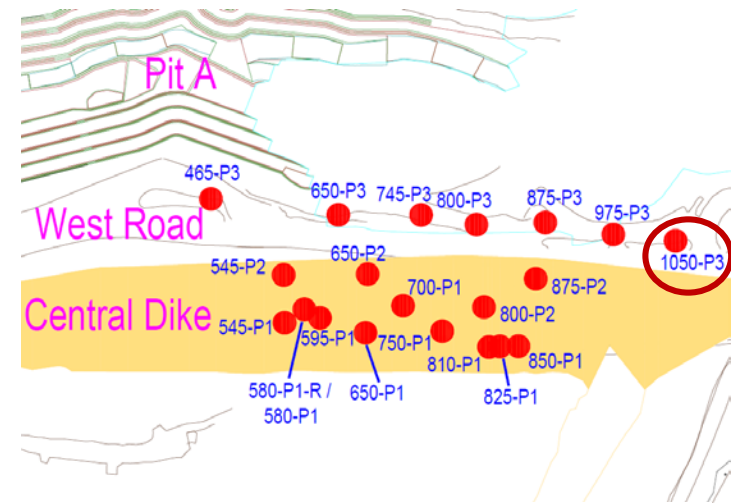 Pit A
465-P3
650-P3
745-P3
800-P3
875-P3
975-P3
West Road
1050-P3
545-P2
650-P2
875-P2
700-P1
800-P2
Central Dike
545-P1
595-P1
750-P1
810-P1
850-P1
580-P1-R /
580-P1
650-P1
825-P1